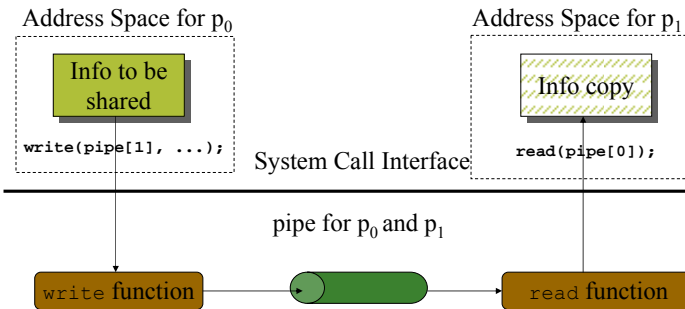 Address Space for p0
Address Space for p1
Info to be
shared
Info copy
write(pipe[1], ...);
read(pipe[0]);
System Call Interface
pipe for p0 and p1
write function
read function